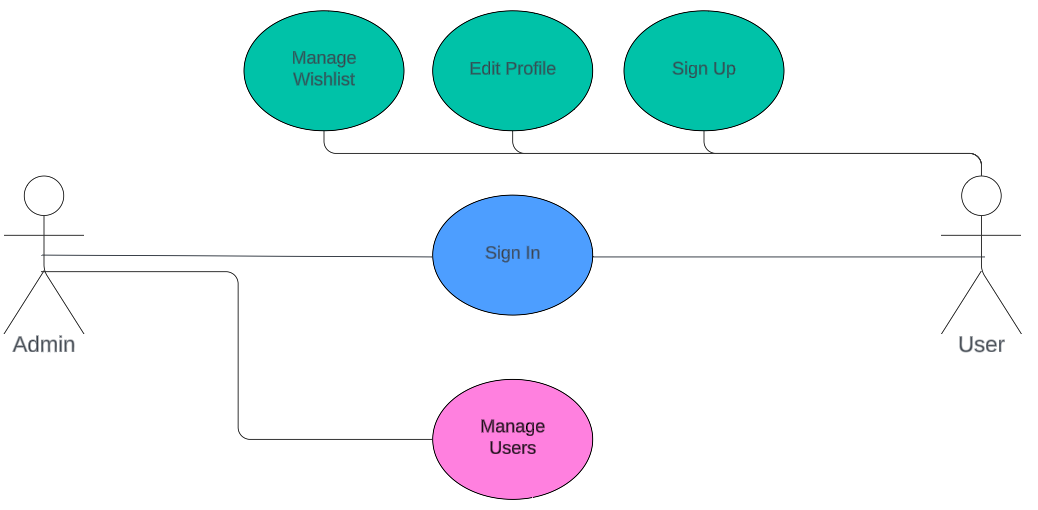 Manage
Wishlist
Edit Profile
Sign Up
Sign In
Admin
User
Manage
Users